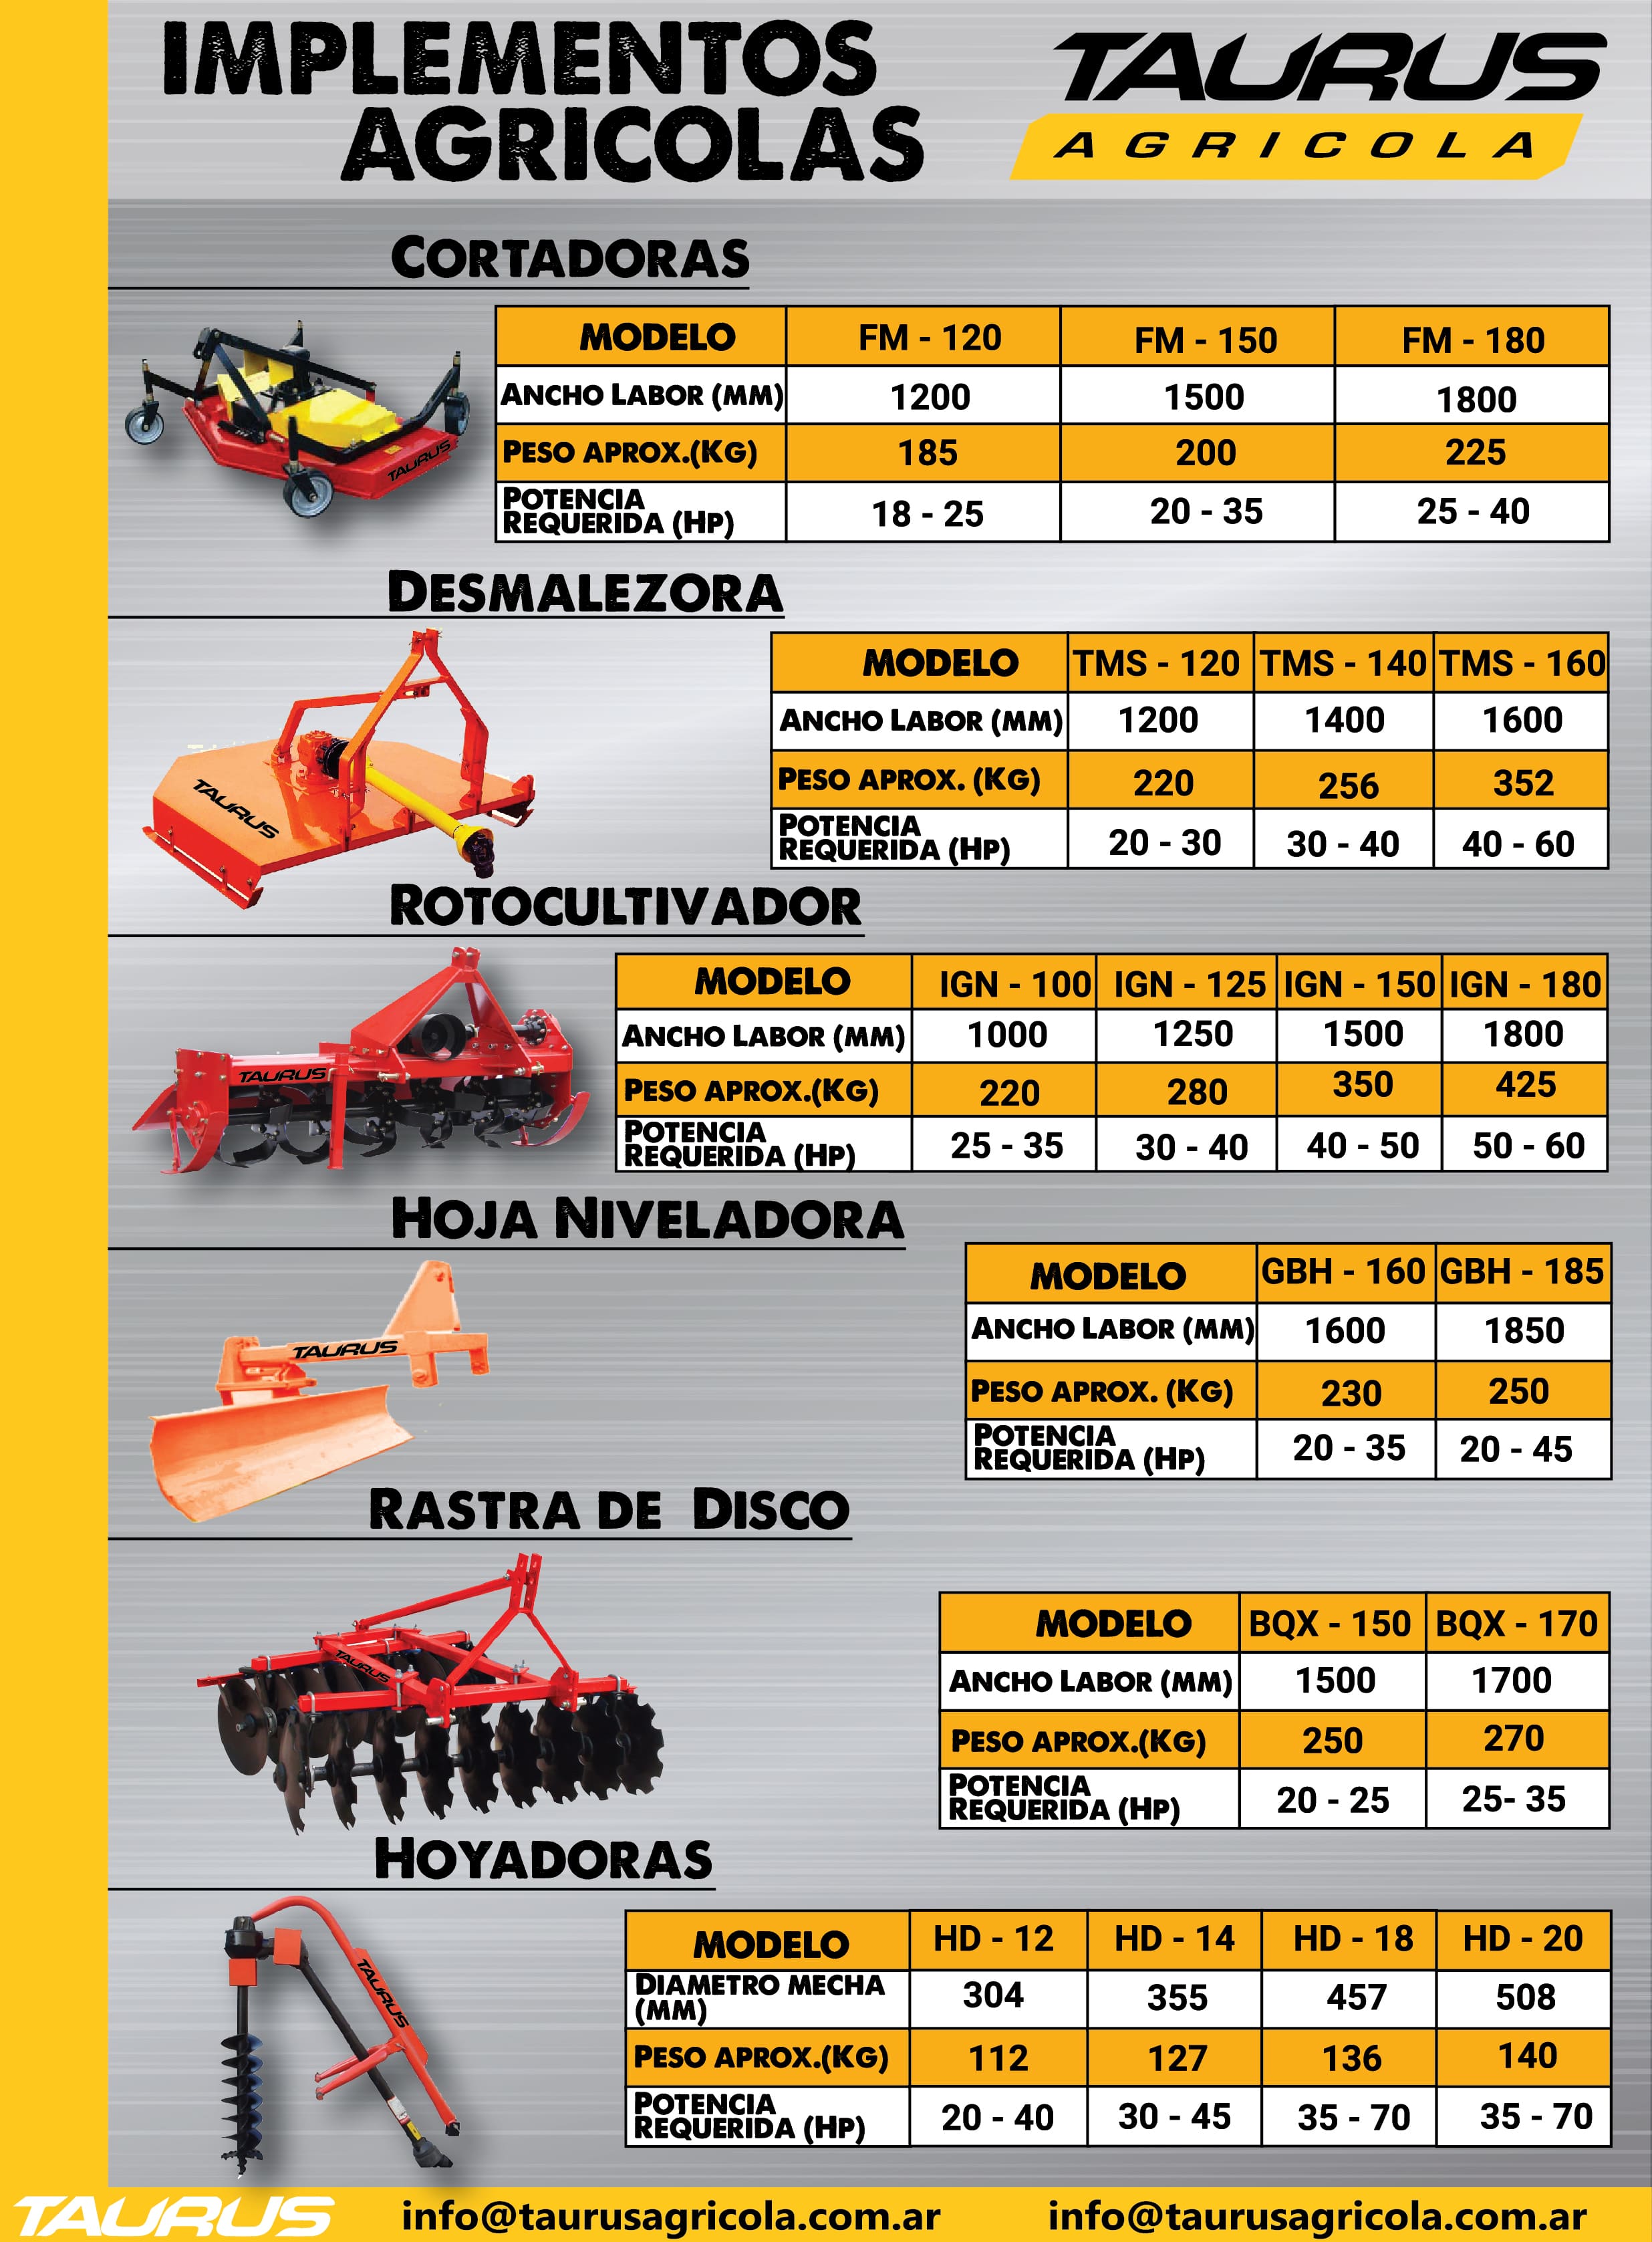 IMPLEMENTOS
AGRICOLAS
TAURUS
AGRICOLA
CORTADORAS
TAURUS
MODELO FM - 120 FM - 150 FM - 180
ANCHO LABOR (MM) 1200 1500 1800
PESO APROX.(KG) 185 200 225
POTENCIA
REQUERIDA (HP) 18 - 25 20 - 35 25 - 40
DESMALEZORA
TAURUS
MODELO TMS - 120 TMS - 140 TMS - 160
ANCHO LABOR (MM) 1200 1400 1600
PESO APROX. (KG) 220 256 352
POTENCIA
REQUERIDA (HP) 20 - 30 30 - 40 40 - 60
ROTOCULTIVADOR
TAURUS
MODELO IGN - 100 IGN - 125 IGN - 150 IGN - 180
ANCHO LABOR (MM) 1000 1250 1500 1800
PESO APROX.(KG) 220 280 350 425
POTENCIA
REQUERIDA (HP) 25 - 35 30 - 40 40 - 50 50 - 60
HOJA NIVELADORA
TAURUS
MODELO GBH - 160 GBH - 185
ANCHO LABOR (MM) 1600 1850
PESO APROX. (KG) 230 250
POTENCIA
REQUERIDA (HP) 20 - 35 20 - 45
RASTRA DE DISCO
TAURUS
MODELO BQX - 150 BQX - 170
ANCHO LABOR (MM) 1500 1700
PESO APROX.(KG) 250 270
POTENCIA
REQUERIDA (HP) 20 - 25 25- 35
HOYADORAS
TAURUS
MODELO HD - 12 HD - 14 HD - 18 HD - 20
DIAMETRO MECHA
(MM) 304 355 457 508
PESO APROX.(KG) 112 127 136 140
POTENCIA
REQUERIDA (HP) 20 - 40 30 - 45 35 - 70 35 - 70
TAURUS info@taurusagricola.com.ar info@taurusagricola.com.ar